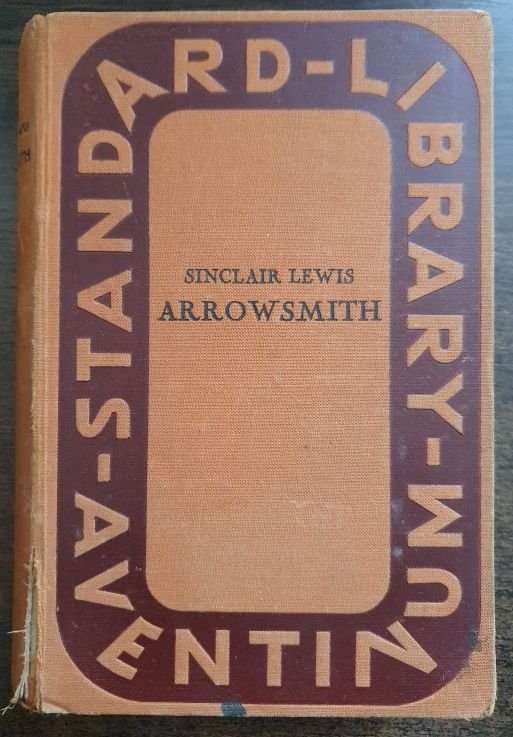 STANDARD-LIBRARY-
AVENTINUM-
SINCLAIR LEWIS
ARROWSMITH